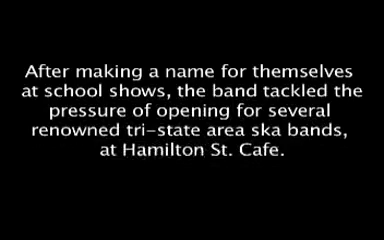 After making a name for themselves
at school shows, the band tackled the
pressure of opening for several
renowned tri-state area ska bands,
at Hamilton St. Cafe.